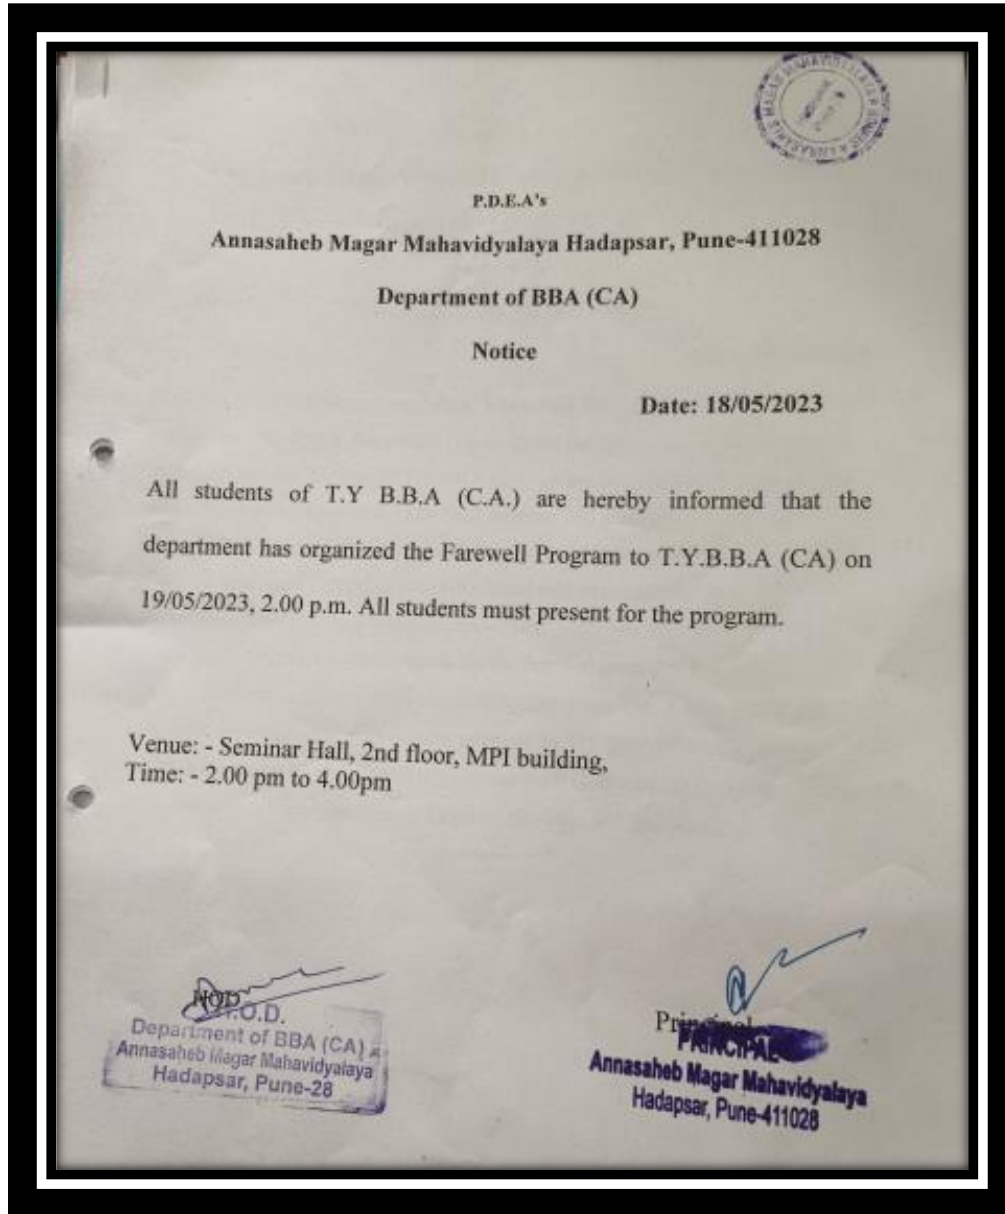 P.D.E.A's
Annasaheb Magar Mahavidyalaya Hadapsar, Pune-411028
Department of BBA (CA)
Notice
Date: 18/05/2023
All students of T.Y B.B.A (C.A.) are hereby informed that the
department has organized the Farewell Program to T.Y.B.B.A (CA) on
19/05/2023, 2.00 p.m. All students must present for the program.
Venue: - Seminar Hall, 2nd floor, MPI building,
Time: - 2.00 pm to 4.00pm
HOD
H.O.D.
Department of BBA (CA)
Annasaheb Magar Mahavidyalaya
Hadapsar, Pune-28
Principal
PRINCIPAL
Annasaheb Magar Mahavidyalaya
Hadapsar, Pune-411028